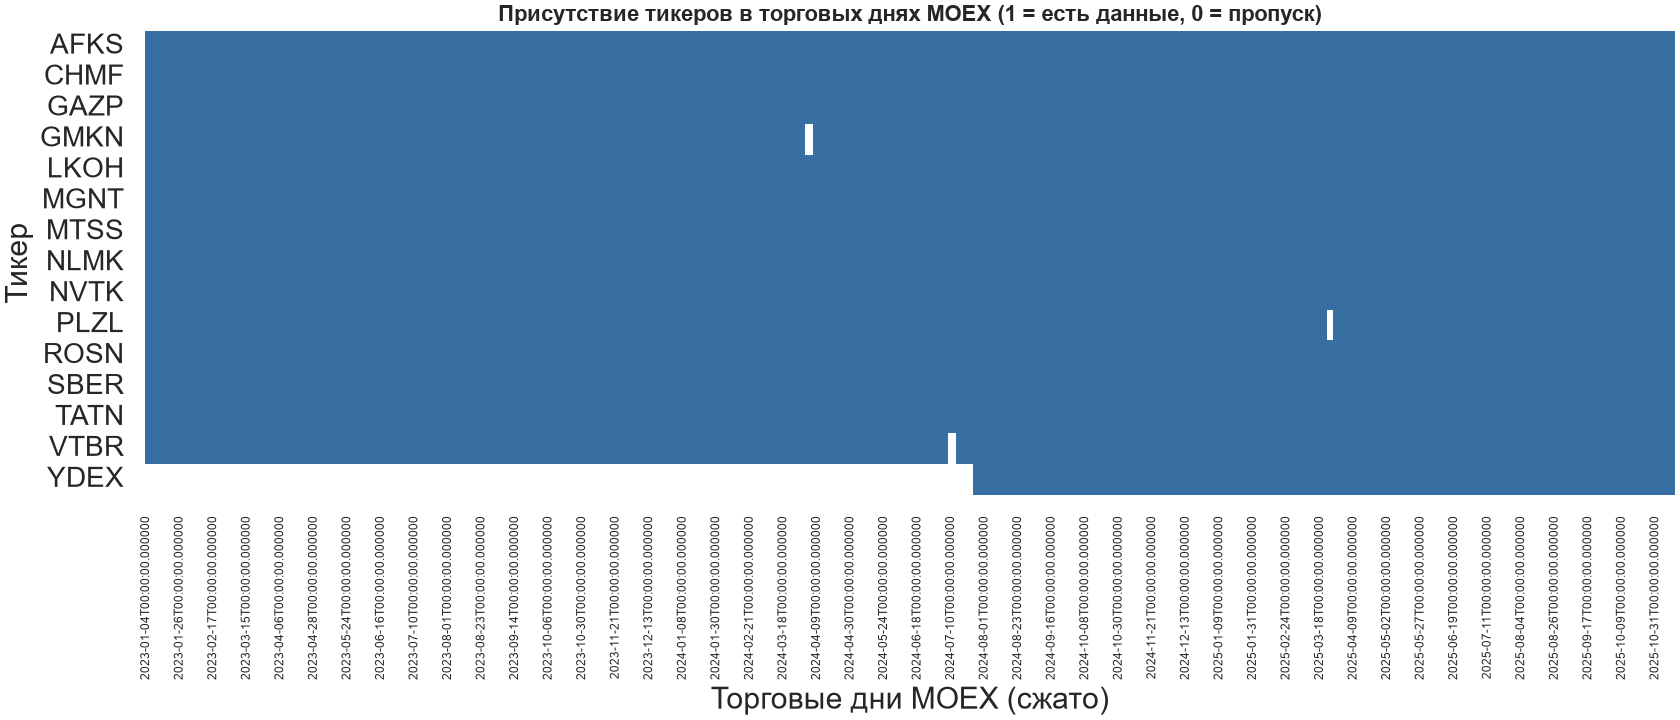 Присутствие тикеров в торговых днях MOEX (1 = есть данные, 0 = пропуск)
Тикер
AFKS
CHMF
GAZP
GMKN
LKOH
MGNT
MTSS
NLMK
NVTK
PLZL
ROSN
SBER
TATN
VTBR
YDEX
2023-01-04T00:00:00.000000
2023-01-26T00:00:00.000000
2023-02-17T00:00:00.000000
2023-03-15T00:00:00.000000
2023-04-06T00:00:00.000000
2023-04-28T00:00:00.000000
2023-05-24T00:00:00.000000
2023-06-16T00:00:00.000000
2023-07-10T00:00:00.000000
2023-08-01T00:00:00.000000
2023-08-23T00:00:00.000000
2023-09-14T00:00:00.000000
2023-10-06T00:00:00.000000
2023-10-30T00:00:00.000000
2023-11-21T00:00:00.000000
2023-12-13T00:00:00.000000
2024-01-08T00:00:00.000000
2024-01-30T00:00:00.000000
2024-02-21T00:00:00.000000
2024-03-18T00:00:00.000000
2024-04-09T00:00:00.000000
2024-04-30T00:00:00.000000
2024-05-24T00:00:00.000000
2024-06-18T00:00:00.000000
2024-07-10T00:00:00.000000
2024-08-01T00:00:00.000000
2024-08-23T00:00:00.000000
2024-09-16T00:00:00.000000
2024-10-08T00:00:00.000000
2024-10-30T00:00:00.000000
2024-11-21T00:00:00.000000
2024-12-13T00:00:00.000000
2025-01-09T00:00:00.000000
2025-01-31T00:00:00.000000
2025-02-24T00:00:00.000000
2025-03-18T00:00:00.000000
2025-04-09T00:00:00.000000
2025-05-02T00:00:00.000000
2025-05-27T00:00:00.000000
2025-06-19T00:00:00.000000
2025-07-11T00:00:00.000000
2025-08-04T00:00:00.000000
2025-08-26T00:00:00.000000
2025-09-17T00:00:00.000000
2025-10-09T00:00:00.000000
2025-10-31T00:00:00.000000
Торговые дни MOEX (сжато)